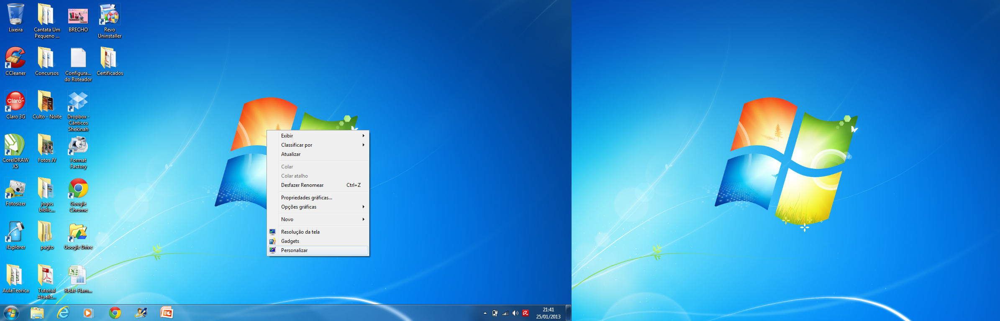 Lixeira
Cantata Um
Pequeno ...
BRECHO
Revo
Uninstaller
CCleaner
Concursos
Configura...
do Roteador
Certificados
Claro
Claro 3G
Culto - Noite
Dropbox -
Cânticos
Shekinah
CorelDRAW
X5
Fotos JV
Format
Factory
Fotosizer
jogos
biblic...
Google
Chrome
iExplorer
pagto
Google Drive
AulaTeorica
Tutorial
Atualiz...
Relat-Flam...
Exibir
Classificar por
Atualizar
Colar
Colar atalho
Desfazer Renomear Ctrl+Z
Propriedades gráficas...
Opções gráficas
Novo
Resolução da tela
Gadgets
Personalizar
21:41
25/01/2013